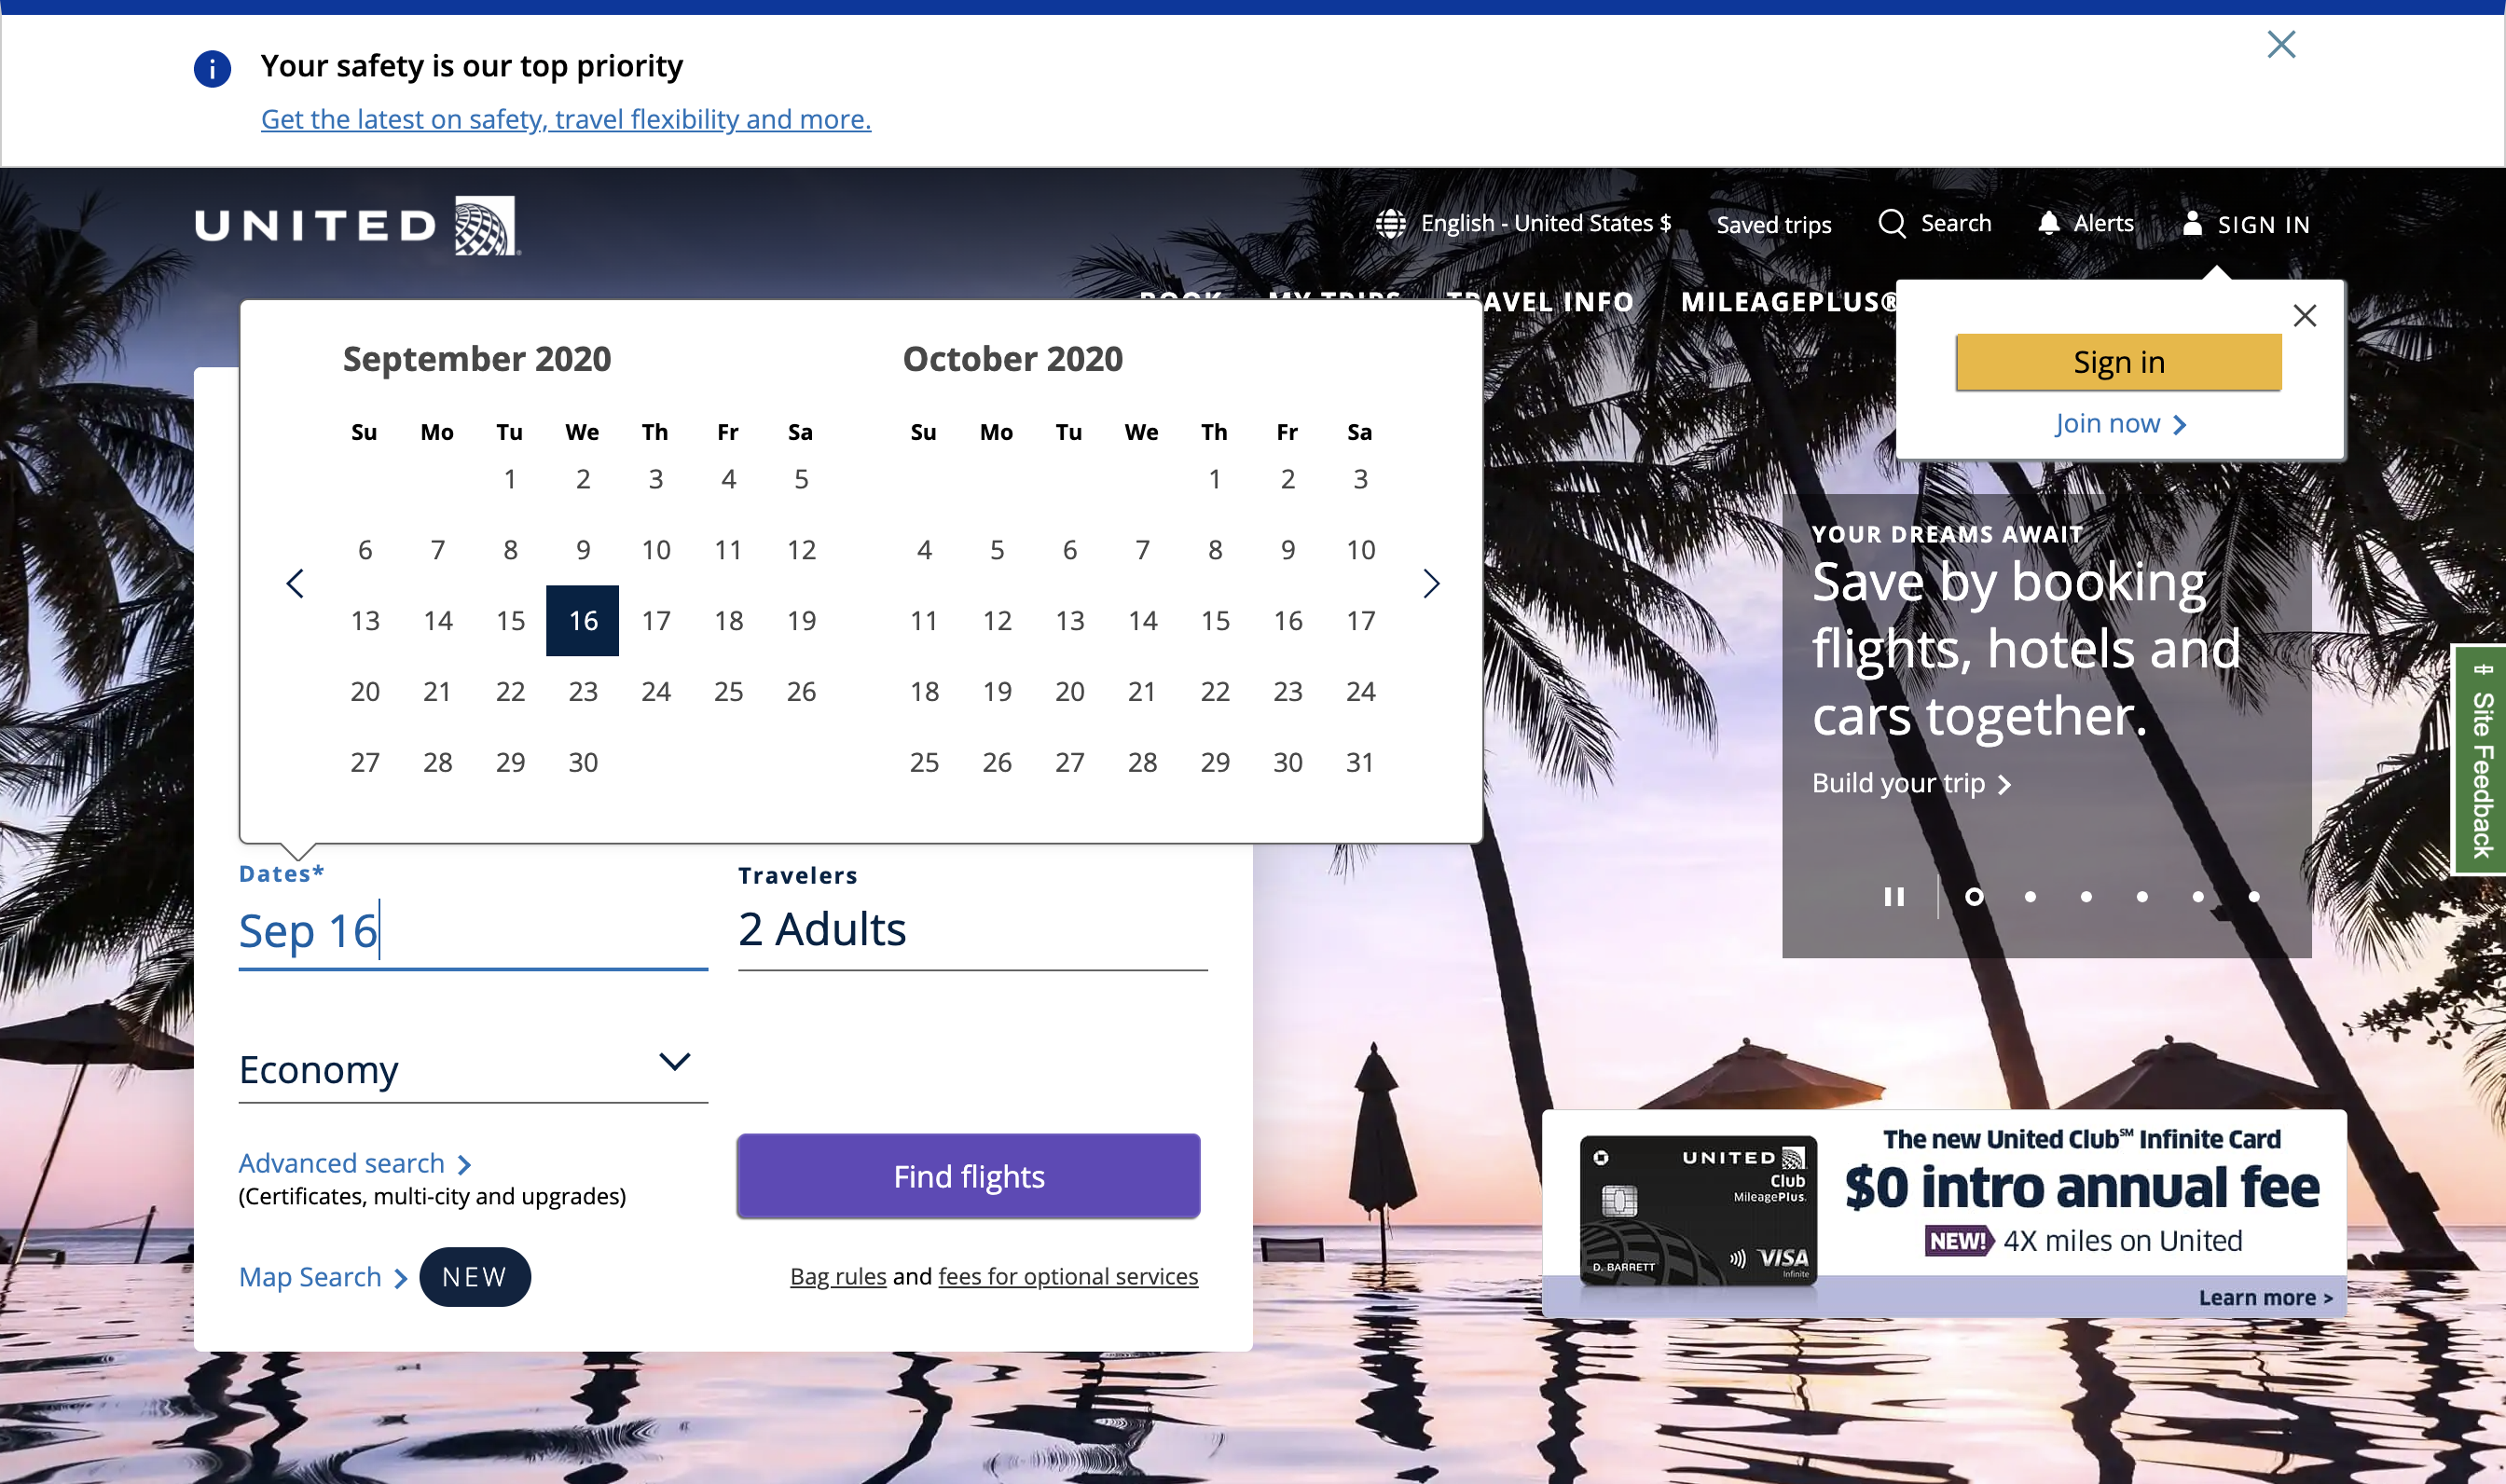 Your safety is our top priority
Get the latest on safety, travel flexibility and more.
UNITED
English - United States $
Saved trips
Search
Alerts
SIGN IN
BOOK MY TRIPS TRAVEL INFO MILEAGEPLUS®
Sign in
Join now
September 2020
Su Mo Tu We Th Fr Sa
1 2 3 4 5
6 7 8 9 10 11 12
13 14 15 16 17 18 19
20 21 22 23 24 25 26
27 28 29 30
October 2020
Su Mo Tu We Th Fr Sa
1 2 3
4 5 6 7 8 9 10
11 12 13 14 15 16 17
18 19 20 21 22 23 24
25 26 27 28 29 30 31
YOUR DREAMS AWAIT
Save by booking
flights, hotels and
cars together.
Build your trip
Site Feedback
Dates*
Sep 16
Travelers
2 Adults
Economy
Advanced search
(Certificates, multi-city and upgrades)
Find flights
Map Search
NEW
Bag rules and fees for optional services
UNITED
Club
MileagePlus.
VISA
Infinite
D. BARRETT
The new United Club℠ Infinite Card
$0 intro annual fee
NEW! 4X miles on United
Learn more >